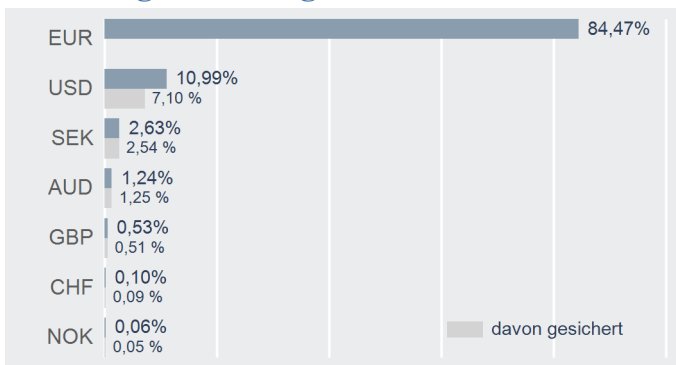 EUR 84,47%
USD 10,99%
7,10 %
SEK 2,63%
2,54 %
AUD 1,24%
1,25 %
GBP 0,53%
0,51 %
CHF 0,10%
0,09 %
NOK 0,06%
0,05 %
davon gesichert